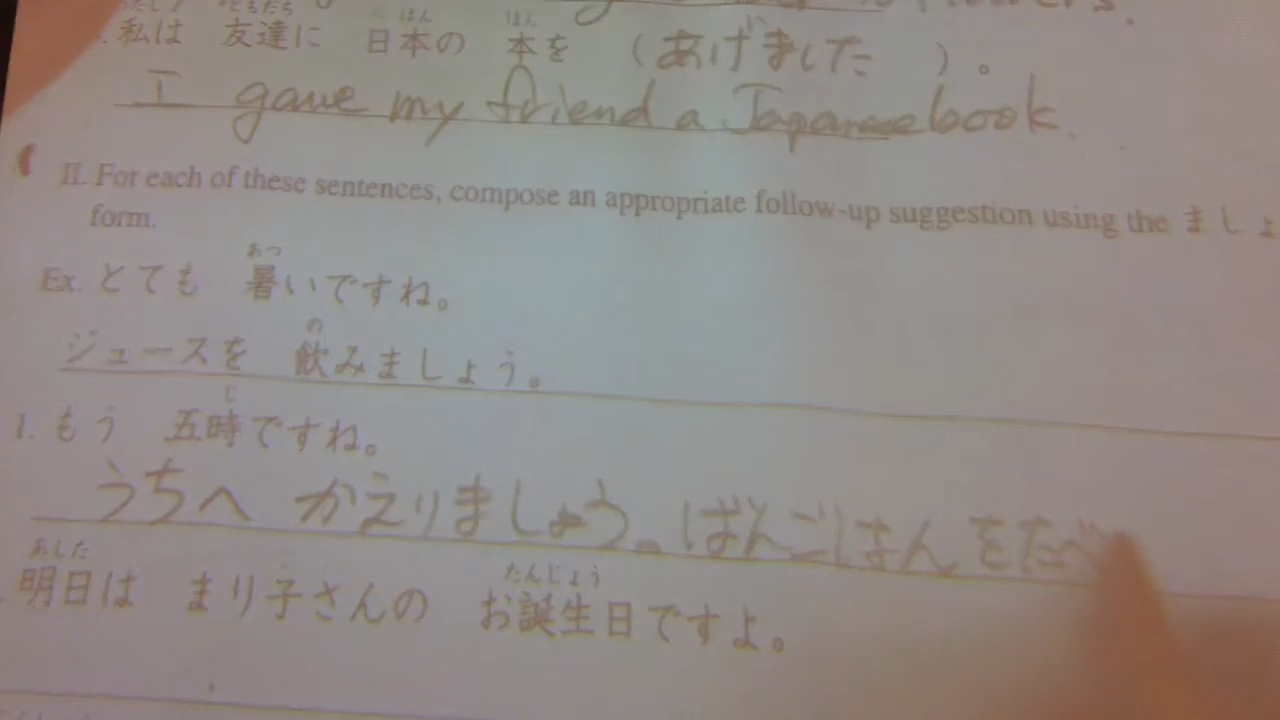 私は 友達に 日本の 本を (あげました )。
I gave my friend a Japanese book.
II. For each of these sentences, compose an appropriate follow-up suggestion using the ましょ
form.
Ex. とても 暑いですね。
ジュースを 飲みましょう。
1. もう 五時ですね。
うちへ かえりましょう。ばんごはん をたべ
明日は まり子さんの お誕生日ですよ。